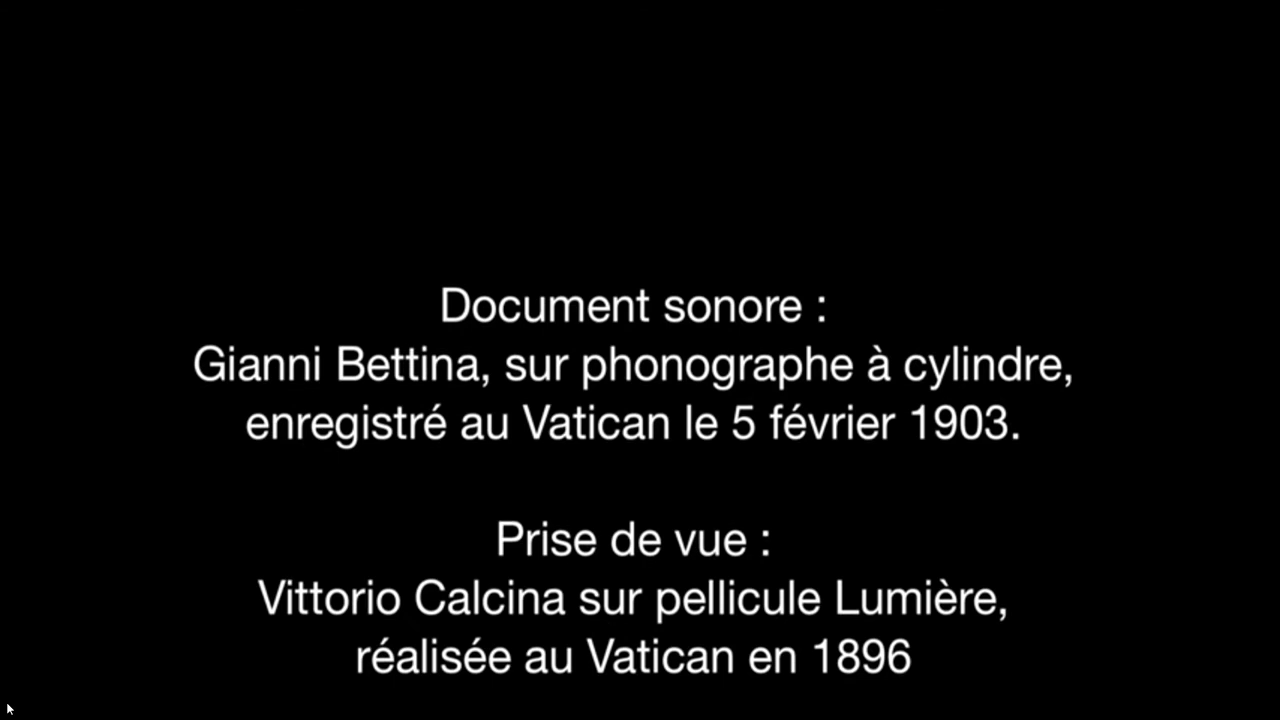 Document sonore :
Gianni Bettina, sur phonographe à cylindre,
enregistré au Vatican le 5 février 1903.
Prise de vue :
Vittorio Calcina sur pellicule Lumière,
réalisée au Vatican en 1896